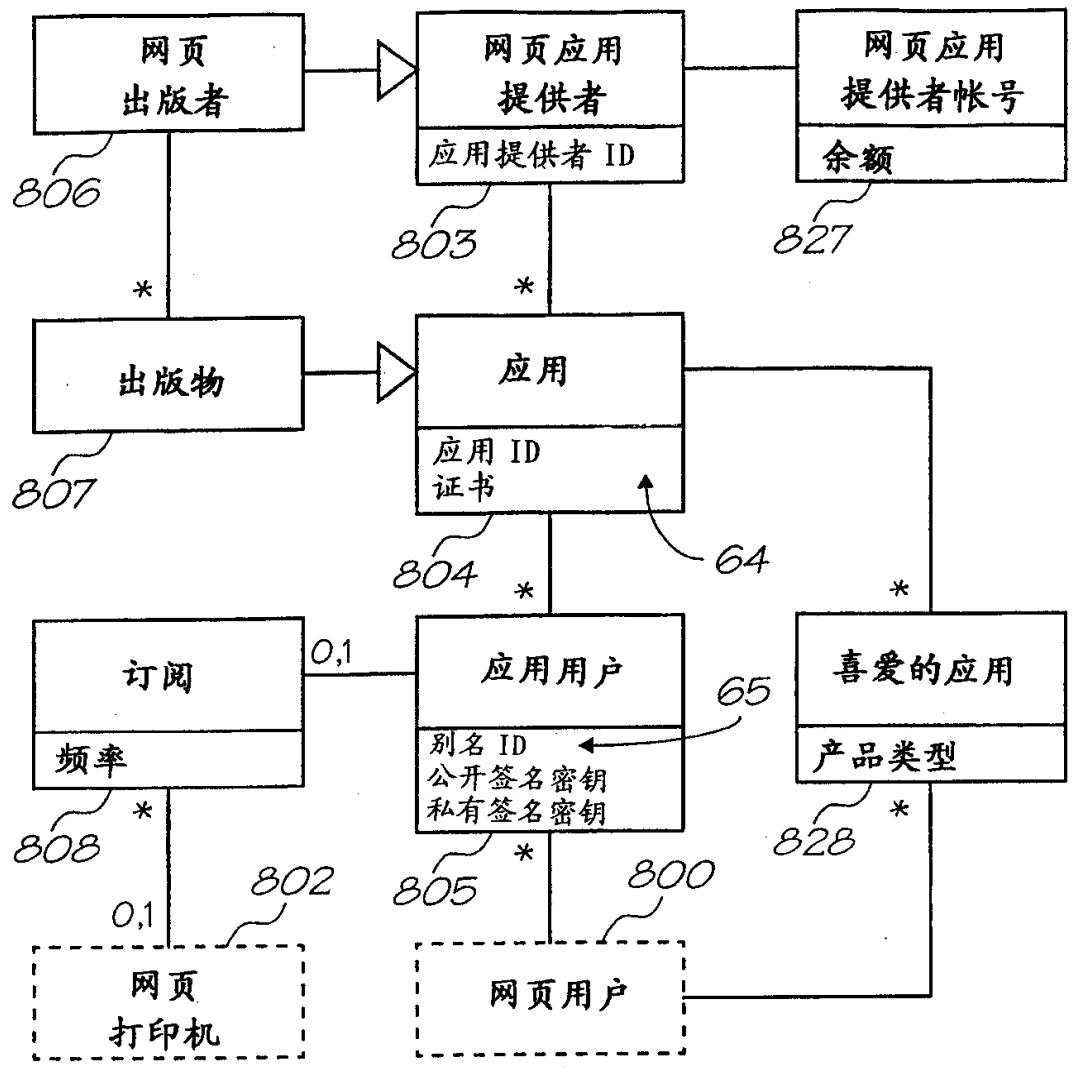 网页
出版者
806
网页应用
提供者
应用提供者 ID
803
网页应用
提供者帐号
余额
827
*
*
出版物
807
应用
应用 ID
证书
804
64
*
*
订阅
频率
808
0,1
应用用户
别名 ID
公开签名密钥
私有签名密钥
805
65
喜爱的应用
产品类型
828
*
*
*
0,1
802
网页
打印机
800
网页用户